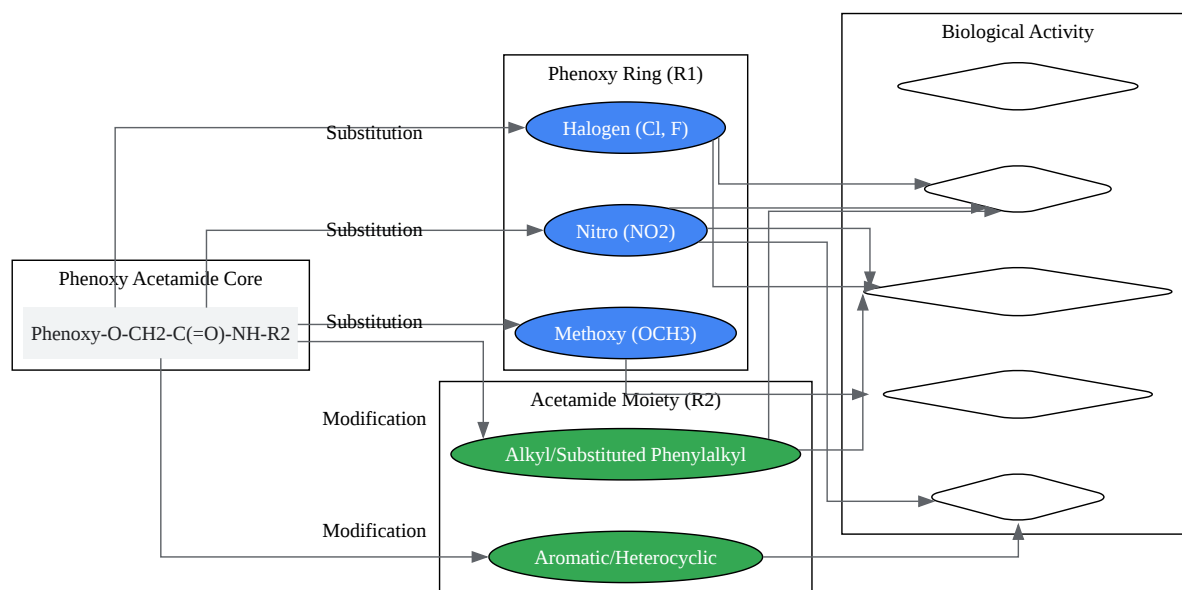 Biological Activity
Phenoxy Ring (R1)
Substitution
Halogen (Cl, F)
Substitution
Nitro (NO2)
Phenoxy Acetamide Core
Phenoxy-O-CH2-C(=O)-NH-R2
Substitution
Methoxy (OCH3)
Acetamide Moiety (R2)
Modification
Alkyl/Substituted Phenylalkyl
Modification
Aromatic/Heterocyclic